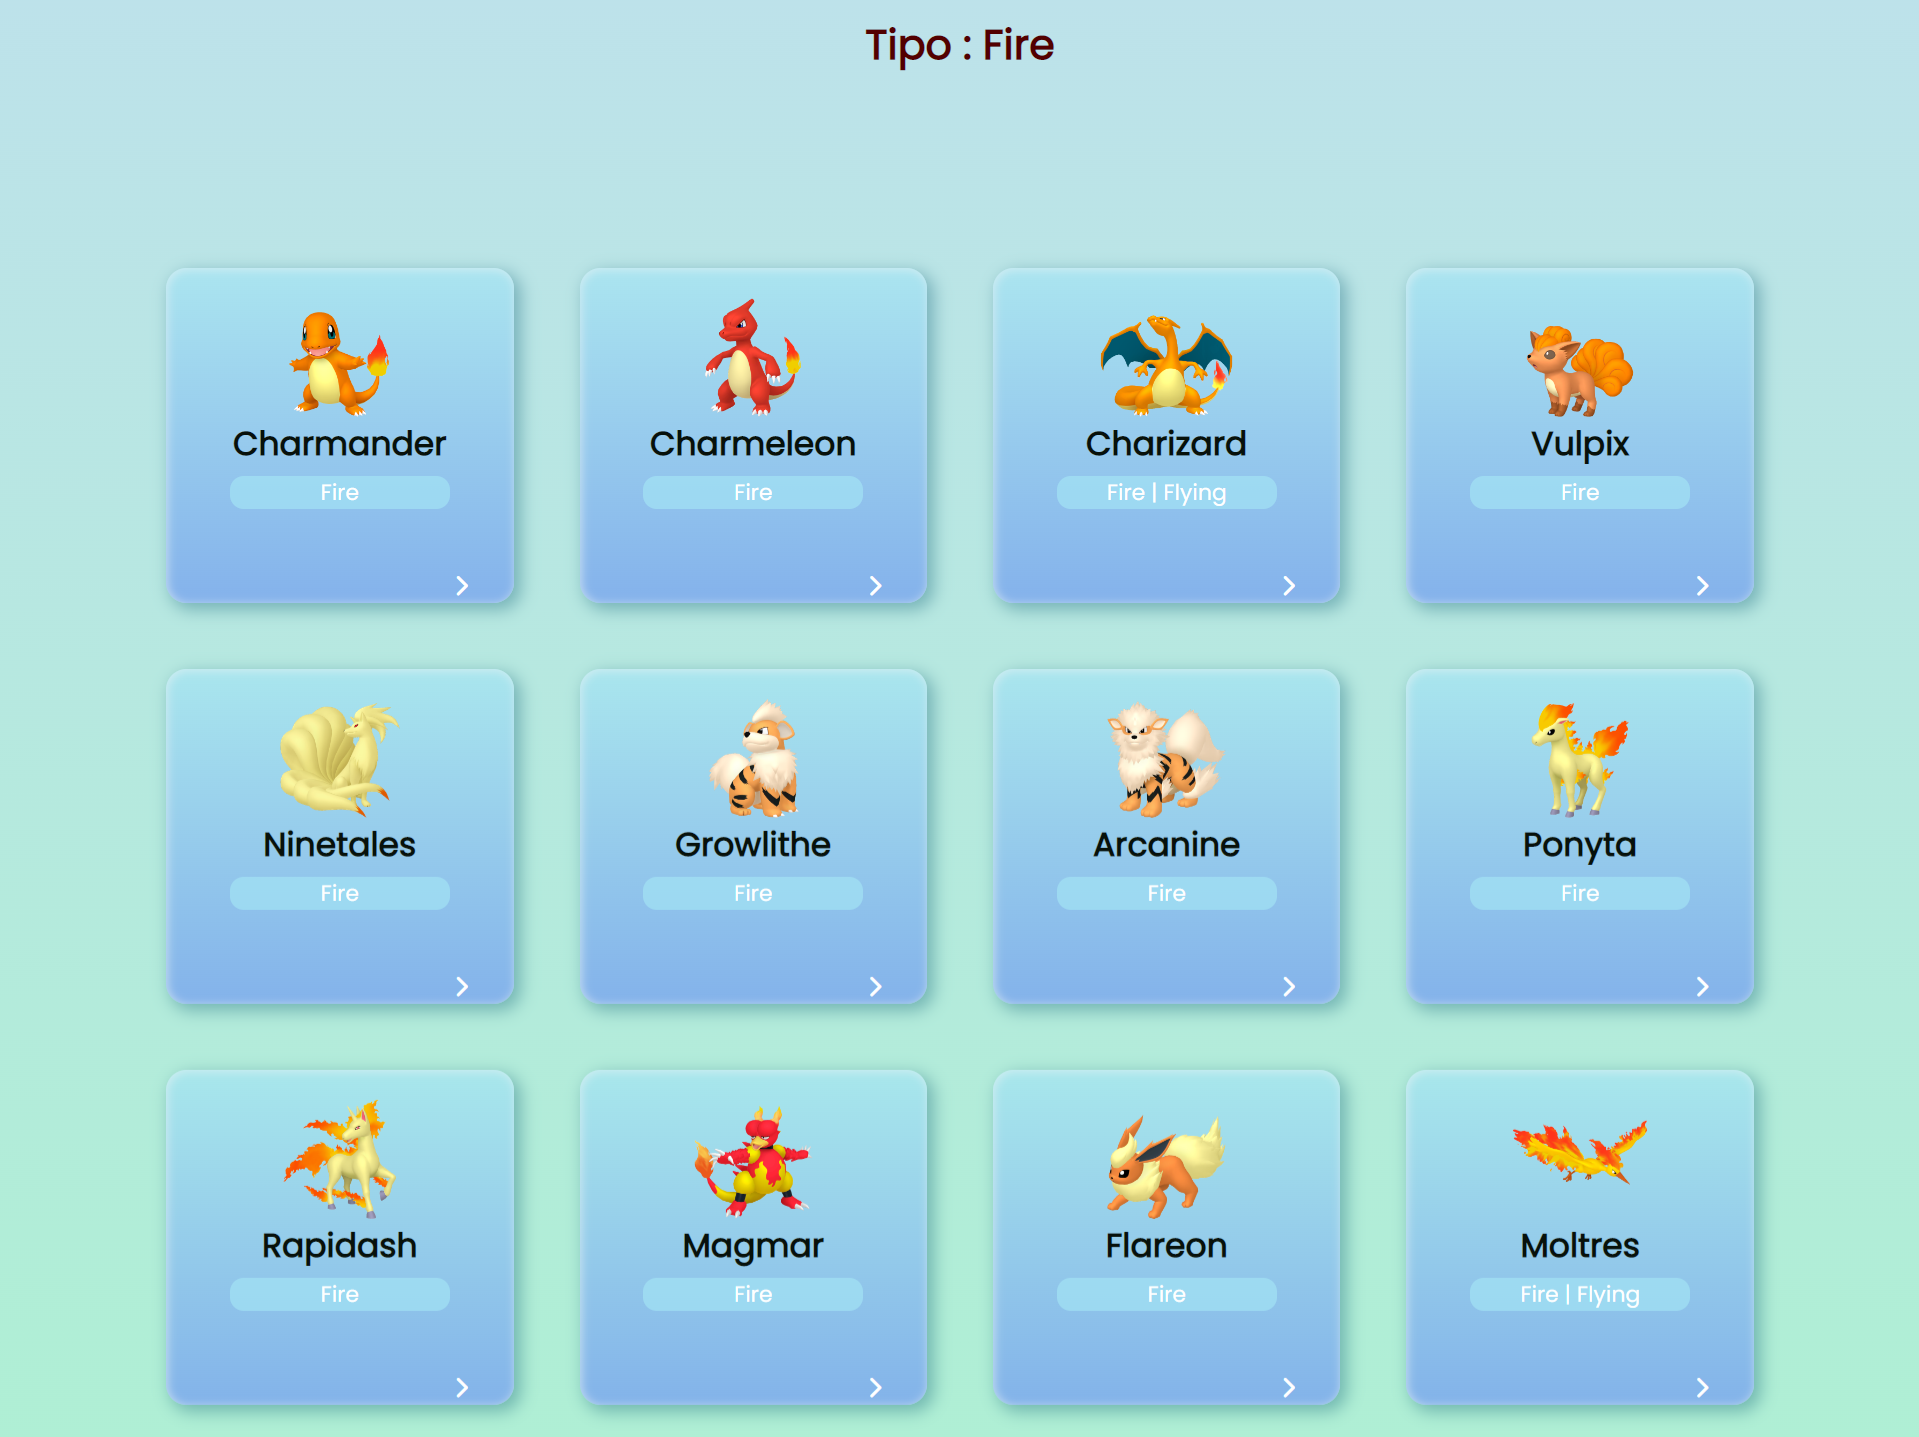 Tipo : Fire
Charmander
Fire
Charmeleon
Fire
Charizard
Fire | Flying
Vulpix
Fire
Ninetales
Fire
Growlithe
Fire
Arcanine
Fire
Ponyta
Fire
Rapidash
Fire
Magmar
Fire
Flareon
Fire
Moltres
Fire | Flying